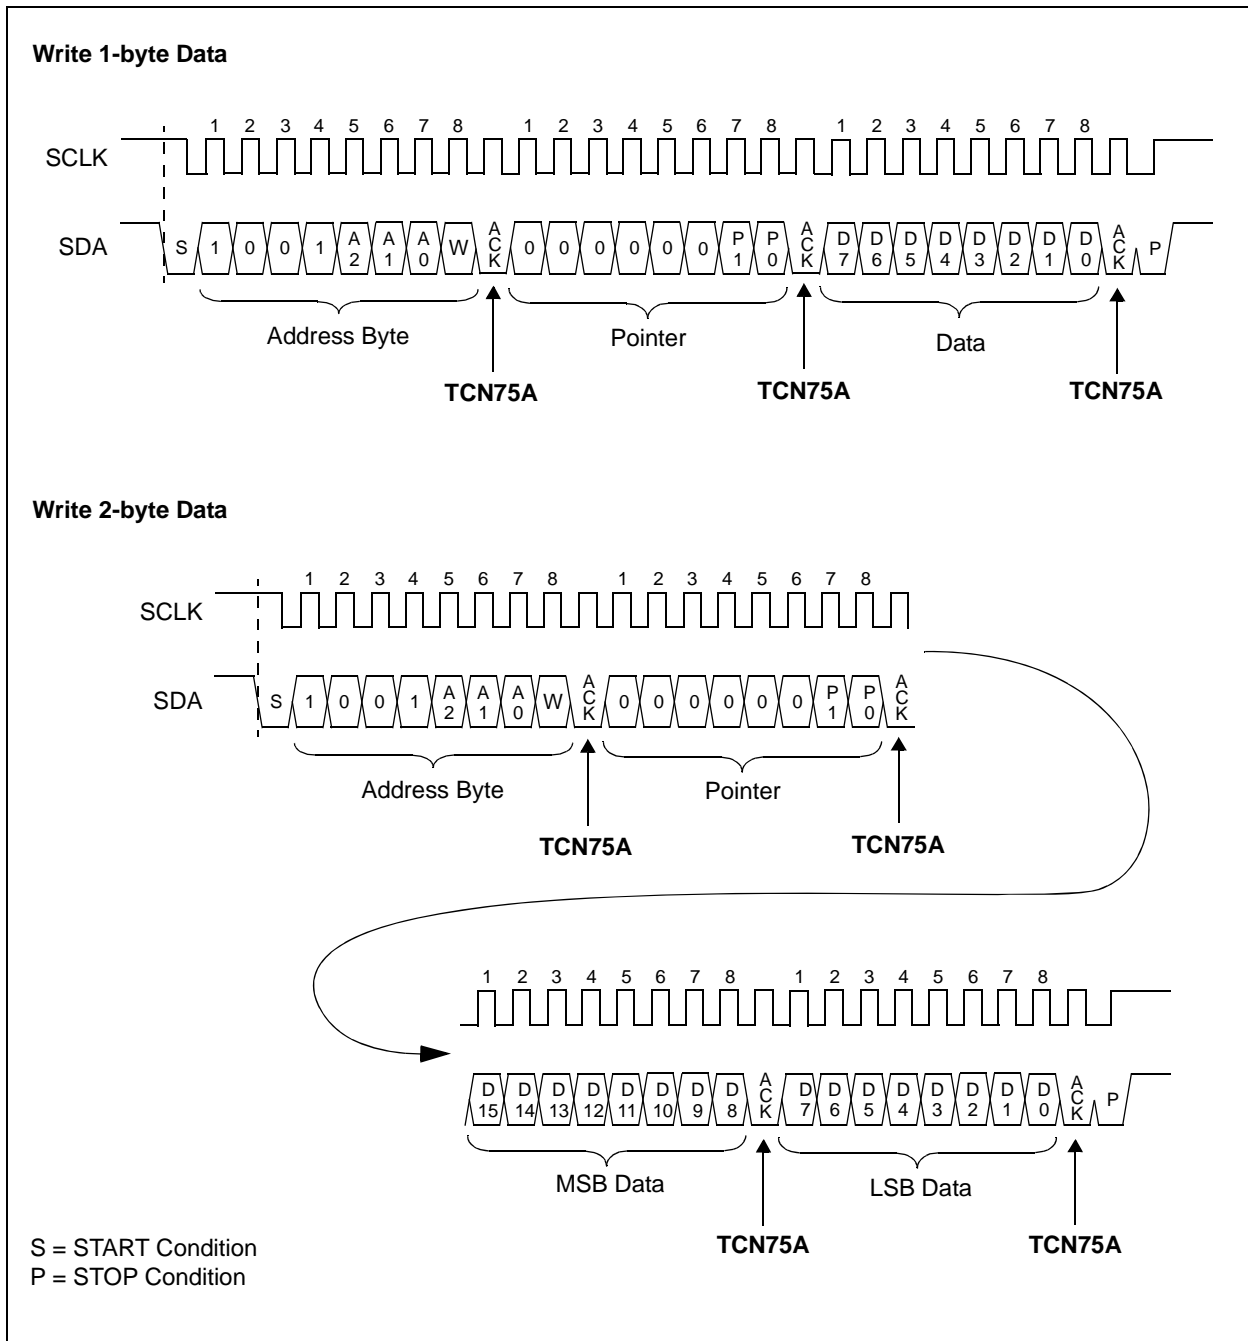 Write 1-byte Data
1 2 3 4 5 6 7 8 1 2 3 4 5 6 7 8 1 2 3 4 5 6 7 8
SCLK
SDA S 1 0 0 1 A2 A1 A0 W ACK 0 0 0 0 0 0 P1 P0 ACK D7 D6 D5 D4 D3 D2 D1 D0 ACK P
Address Byte Pointer Data
TCN75A TCN75A TCN75A
Write 2-byte Data
1 2 3 4 5 6 7 8 1 2 3 4 5 6 7 8
SCLK
SDA S 1 0 0 1 A2 A1 A0 W ACK 0 0 0 0 0 0 P1 P0 ACK
Address Byte Pointer
TCN75A TCN75A
1 2 3 4 5 6 7 8 1 2 3 4 5 6 7 8
D15 D14 D13 D12 D11 D10 D9 D8 ACK D7 D6 D5 D4 D3 D2 D1 D0 ACK P
MSB Data LSB Data
TCN75A TCN75A
S = START Condition
P = STOP Condition